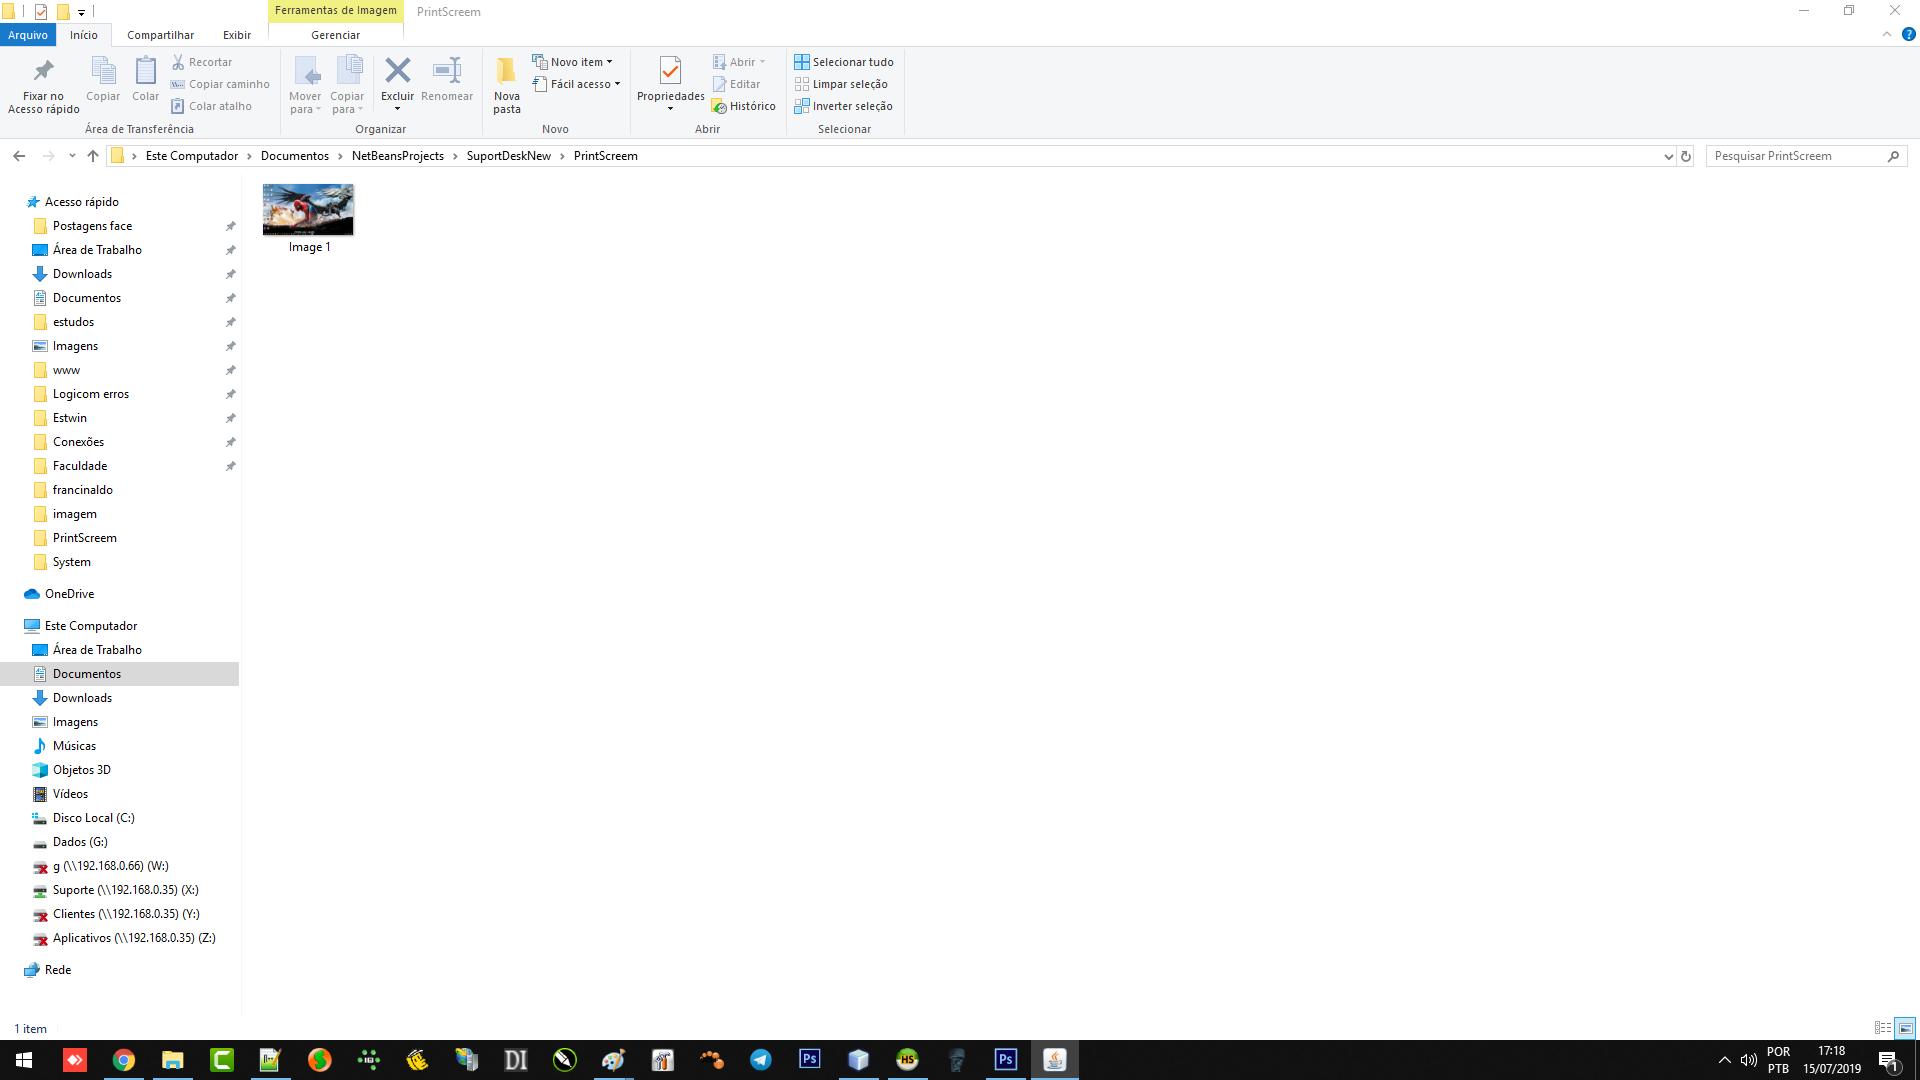 Ferramentas de Imagem
PrintScreem
Arquivo
Início
Compartilhar
Exibir
Gerenciar
Fixar no
Acesso rápido
Copiar
Colar
Recortar
Copiar caminho
Colar atalho
Área de Transferência
Mover
para
Copiar
para
Excluir
Renomear
Organizar
Nova
pasta
Novo item
Fácil acesso
Novo
Propriedades
Abrir
Editar
Histórico
Abrir
Selecionar tudo
Limpar seleção
Inverter seleção
Selecionar
Este Computador > Documentos > NetBeansProjects > SuportDeskNew > PrintScreem
Pesquisar PrintScreem
Acesso rápido
Postagens face
Área de Trabalho
Downloads
Documentos
estudos
Imagens
www
Logicom erros
Estwin
Conexões
Faculdade
francinaldo
imagem
PrintScreem
System
OneDrive
Este Computador
Área de Trabalho
Documentos
Downloads
Imagens
Músicas
Objetos 3D
Vídeos
Disco Local (C:)
Dados (G:)
g (\\192.168.0.66) (W:)
Suporte (\\192.168.0.35) (X:)
Clientes (\\192.168.0.35) (Y:)
Aplicativos (\\192.168.0.35) (Z:)
Rede
Image 1
1 item
DI
Ps
HS
Ps
POR
PTB
17:18
15/07/2019
1